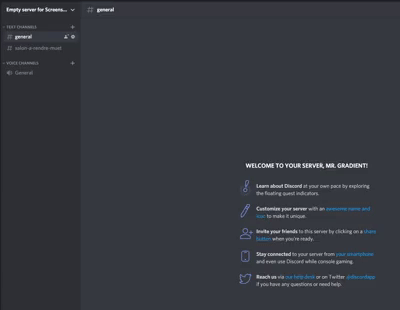 Empty server for Screens...
general
TEXT CHANNELS
general
salon-a-rendre-muet
VOICE CHANNELS
General
WELCOME TO YOUR SERVER, MR. GRADIENT!
Learn about Discord at your own pace by exploring
the floating quest indicators.
Customize your server with an awesome name and
icon to make it unique.
Invite your friends to this server by clicking on a share
button when you're ready.
Stay connected to your server from your smartphone
and even use Discord while console gaming.
Reach us via our help desk or on Twitter @discordapp
if you have any questions or need help.